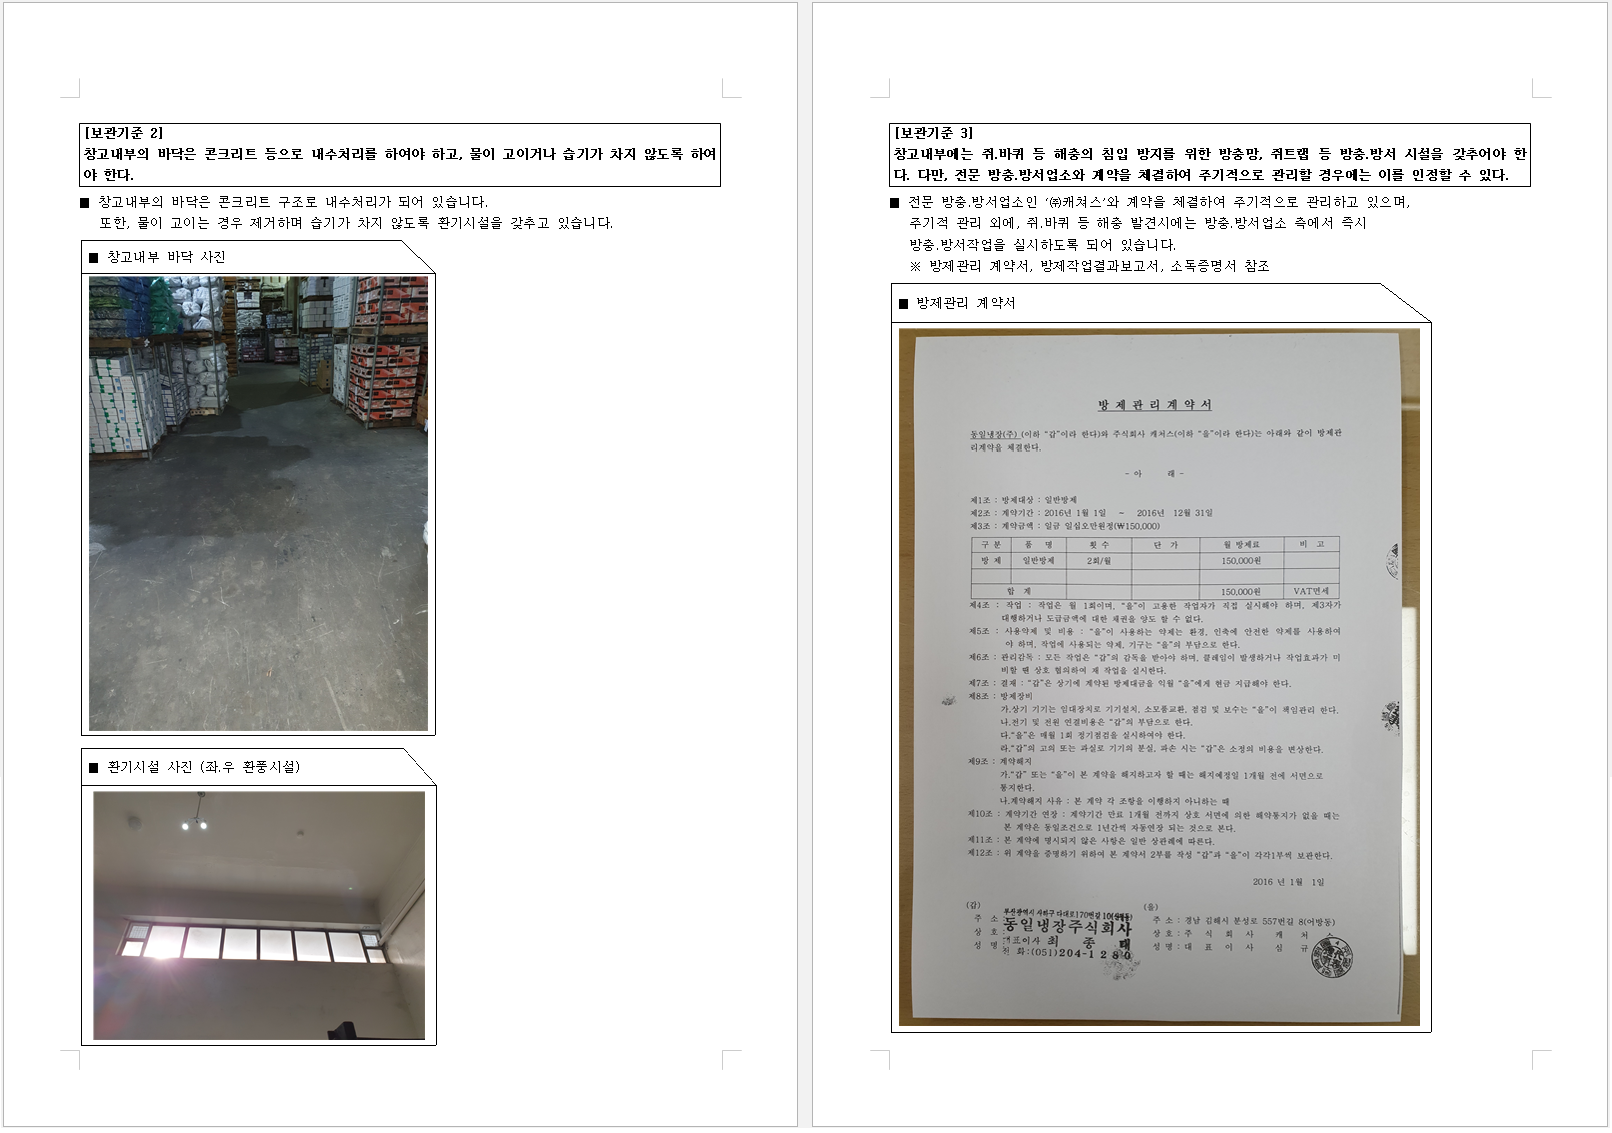 [보관기준 2]
창고내부의 바닥은 콘크리트 등으로 내수처리를 하여야 하고, 물이 고이거나 습기가 차지 않도록 하여
야 한다.
■ 창고내부의 바닥은 콘크리트 구조로 내수처리가 되어 있습니다.
또한, 물이 고이는 경우 제거하며 습기가 차지 않도록 환기시설을 갖추고 있습니다.
■ 창고내부 바닥 사진
■ 환기시설 사진 (좌.우 환풍시설)
[보관기준 3]
창고내부에는 쥐.바퀴 등 해충의 침입 방지를 위한 방충망, 쥐트랩 등 방충.방서 시설을 갖추어야 한
다. 다만, 전문 방충.방서업소와 계약을 체결하여 주기적으로 관리할 경우에는 이를 인정할 수 있다.
■ 전문 방충.방서업소인 ‘㈜캐쳐스’와 계약을 체결하여 주기적으로 관리하고 있으며,
주기적 관리 외에, 쥐.바퀴 등 해충 발견시에는 방충.방서업소 측에서 즉시
방충.방서작업을 실시하도록 되어 있습니다.
※ 방제관리 계약서, 방제작업결과보고서, 소독증명서 참조
■ 방제관리 계약서
방 제 관 리 계 약 서
동일냉장(주) (이하 “갑”이라 한다)와 주식회사 캐처스(이하 “을”이라 한다)는 아래와 같이 방제관
리계약을 체결한다.
- 아 래 -
제1조 : 방제대상 : 일반방제
제2조 : 계약기간 : 2016년 1월 1일 ~ 2016년 12월 31일
제3조 : 계약금액 : 일금 일십오만원정(₩150,000)
구 분 품 명 횟 수 단 가 월 방제료 비 고
방 제 일반방제 2회/월 150,000원
합 계 150,000원 VAT면세
제4조 : 작업 : 작업은 월 1회이며, “을”이 고용한 작업자가 직접 실시해야 하며, 제3자가
대행하거나 도급금액에 대한 채권을 양도 할 수 없다.
제5조 : 사용약제 및 비용 : “을”이 사용하는 약제는 환경, 인축에 안전한 약제를 사용하여
야 하며, 작업에 사용되는 약제, 기구는 “을”의 부담으로 한다.
제6조 : 관리감독 : 모든 작업은 “갑”의 감독을 받아야 하며, 클레임이 발생하거나 작업효과가 미
비할 땐 상호 협의하여 재 작업을 실시한다.
제7조 : 결재 : “갑”은 상기에 계약된 방제대금을 익월 “을”에게 현금 지급해야 한다.
제8조 : 방제장비
가.상기 기기는 임대장치로 기기설치, 소모품교환, 점검 및 보수는 “을”이 책임관리 한다.
나.전기 및 전원 연결비용은 “갑”의 부담으로 한다.
다.“을”은 매월 1회 정기점검을 실시하여야 한다.
라.“갑”의 고의 또는 과실로 기기의 분실, 파손 시는 “갑”은 소정의 비용을 변상한다.
제9조 : 계약해지
가.“갑” 또는 “을”이 본 계약을 해지하고자 할 때는 해지예정일 1개월 전에 서면으로
통지한다.
나.계약해지 사유 : 본 계약 각 조항을 이행하지 아니하는 때
제10조 : 계약기간 연장 : 계약기간 만료 1개월 전까지 상호 서면에 의한 해약통지가 없을 때는
본 계약은 동일조건으로 1년간씩 자동연장 되는 것으로 본다.
제11조 : 본 계약에 명시되지 않은 사항은 일반 상관례에 따른다.
제12조 : 위 계약을 증명하기 위하여 본 계약서 2부를 작성 “갑”과 “을”이 각각1부씩 보관한다.
2016 년 1월 1일
(갑)
주 소 : 부산광역시 사하구 다대로170번길 10
상 호 : 동일냉장주식회사
성 명 : 대표이사 최 종 태
전 화:(051)204-1280
(을)
주 소 : 경남 김해시 분성로 557번길 8(어방동)
상 호 : 주 식 회 사 캐 처 스
성 명 : 대 표 이 사 심 규